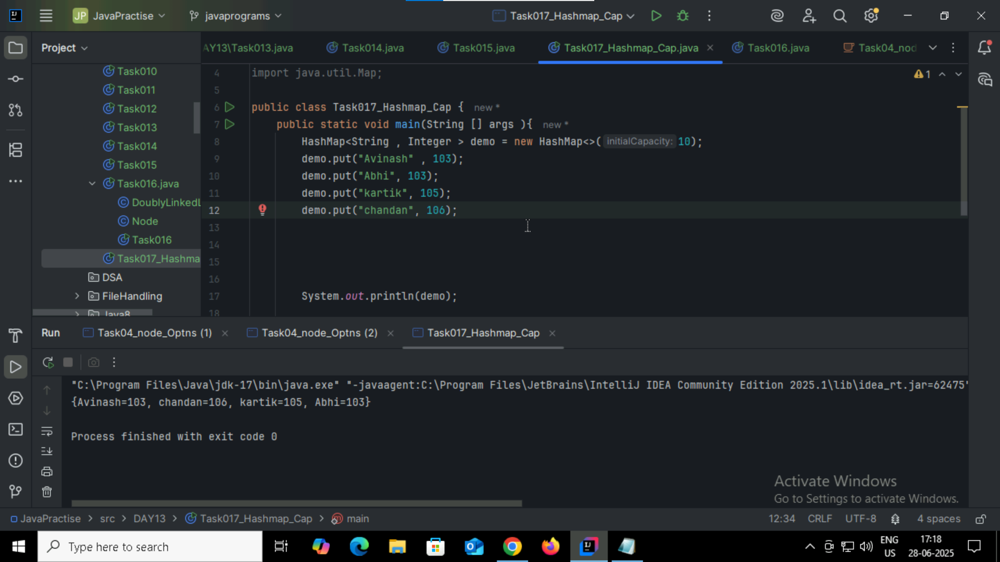 JP JavaPractise
javaprograms
Task017_Hashmap_Cap
Project
AY13\Task013.java
Task014.java
Task015.java
Task017_Hashmap_Cap.java
Task016.java
Task04_nod
Task010
Task011
Task012
Task013
Task014
Task015
Task016.java
DoublyLinkedL
Node
Task016
Task017_Hashma
DSA
FileHandling
Java8
4 import java.util.Map;
5
6 public class Task017_Hashmap_Cap { new *
7 public static void main(String [] args ){ new *
8 HashMap<String , Integer > demo = new HashMap<>( initialCapacity: 10);
9 demo.put("Avinash" , 103);
10 demo.put("Abhi", 103);
11 demo.put("kartik", 105);
12 demo.put("chandan", 106);
13
14
15
16
17 System.out.println(demo);
18
1
Run
Task04_node_Optns (1)
Task04_node_Optns (2)
Task017_Hashmap_Cap
"C:\Program Files\Java\jdk-17\bin\java.exe" "-javaagent:C:\Program Files\JetBrains\IntelliJ IDEA Community Edition 2025.1\lib\idea_rt.jar=62475"
{Avinash=103, chandan=106, kartik=105, Abhi=103}
Process finished with exit code 0
Activate Windows
Go to Settings to activate Windows.
JavaPractise > src > DAY13 > Task017_Hashmap_Cap > main
12:34 CRLF UTF-8 4 spaces
Type here to search
ENG
US
17:18
28-06-2025